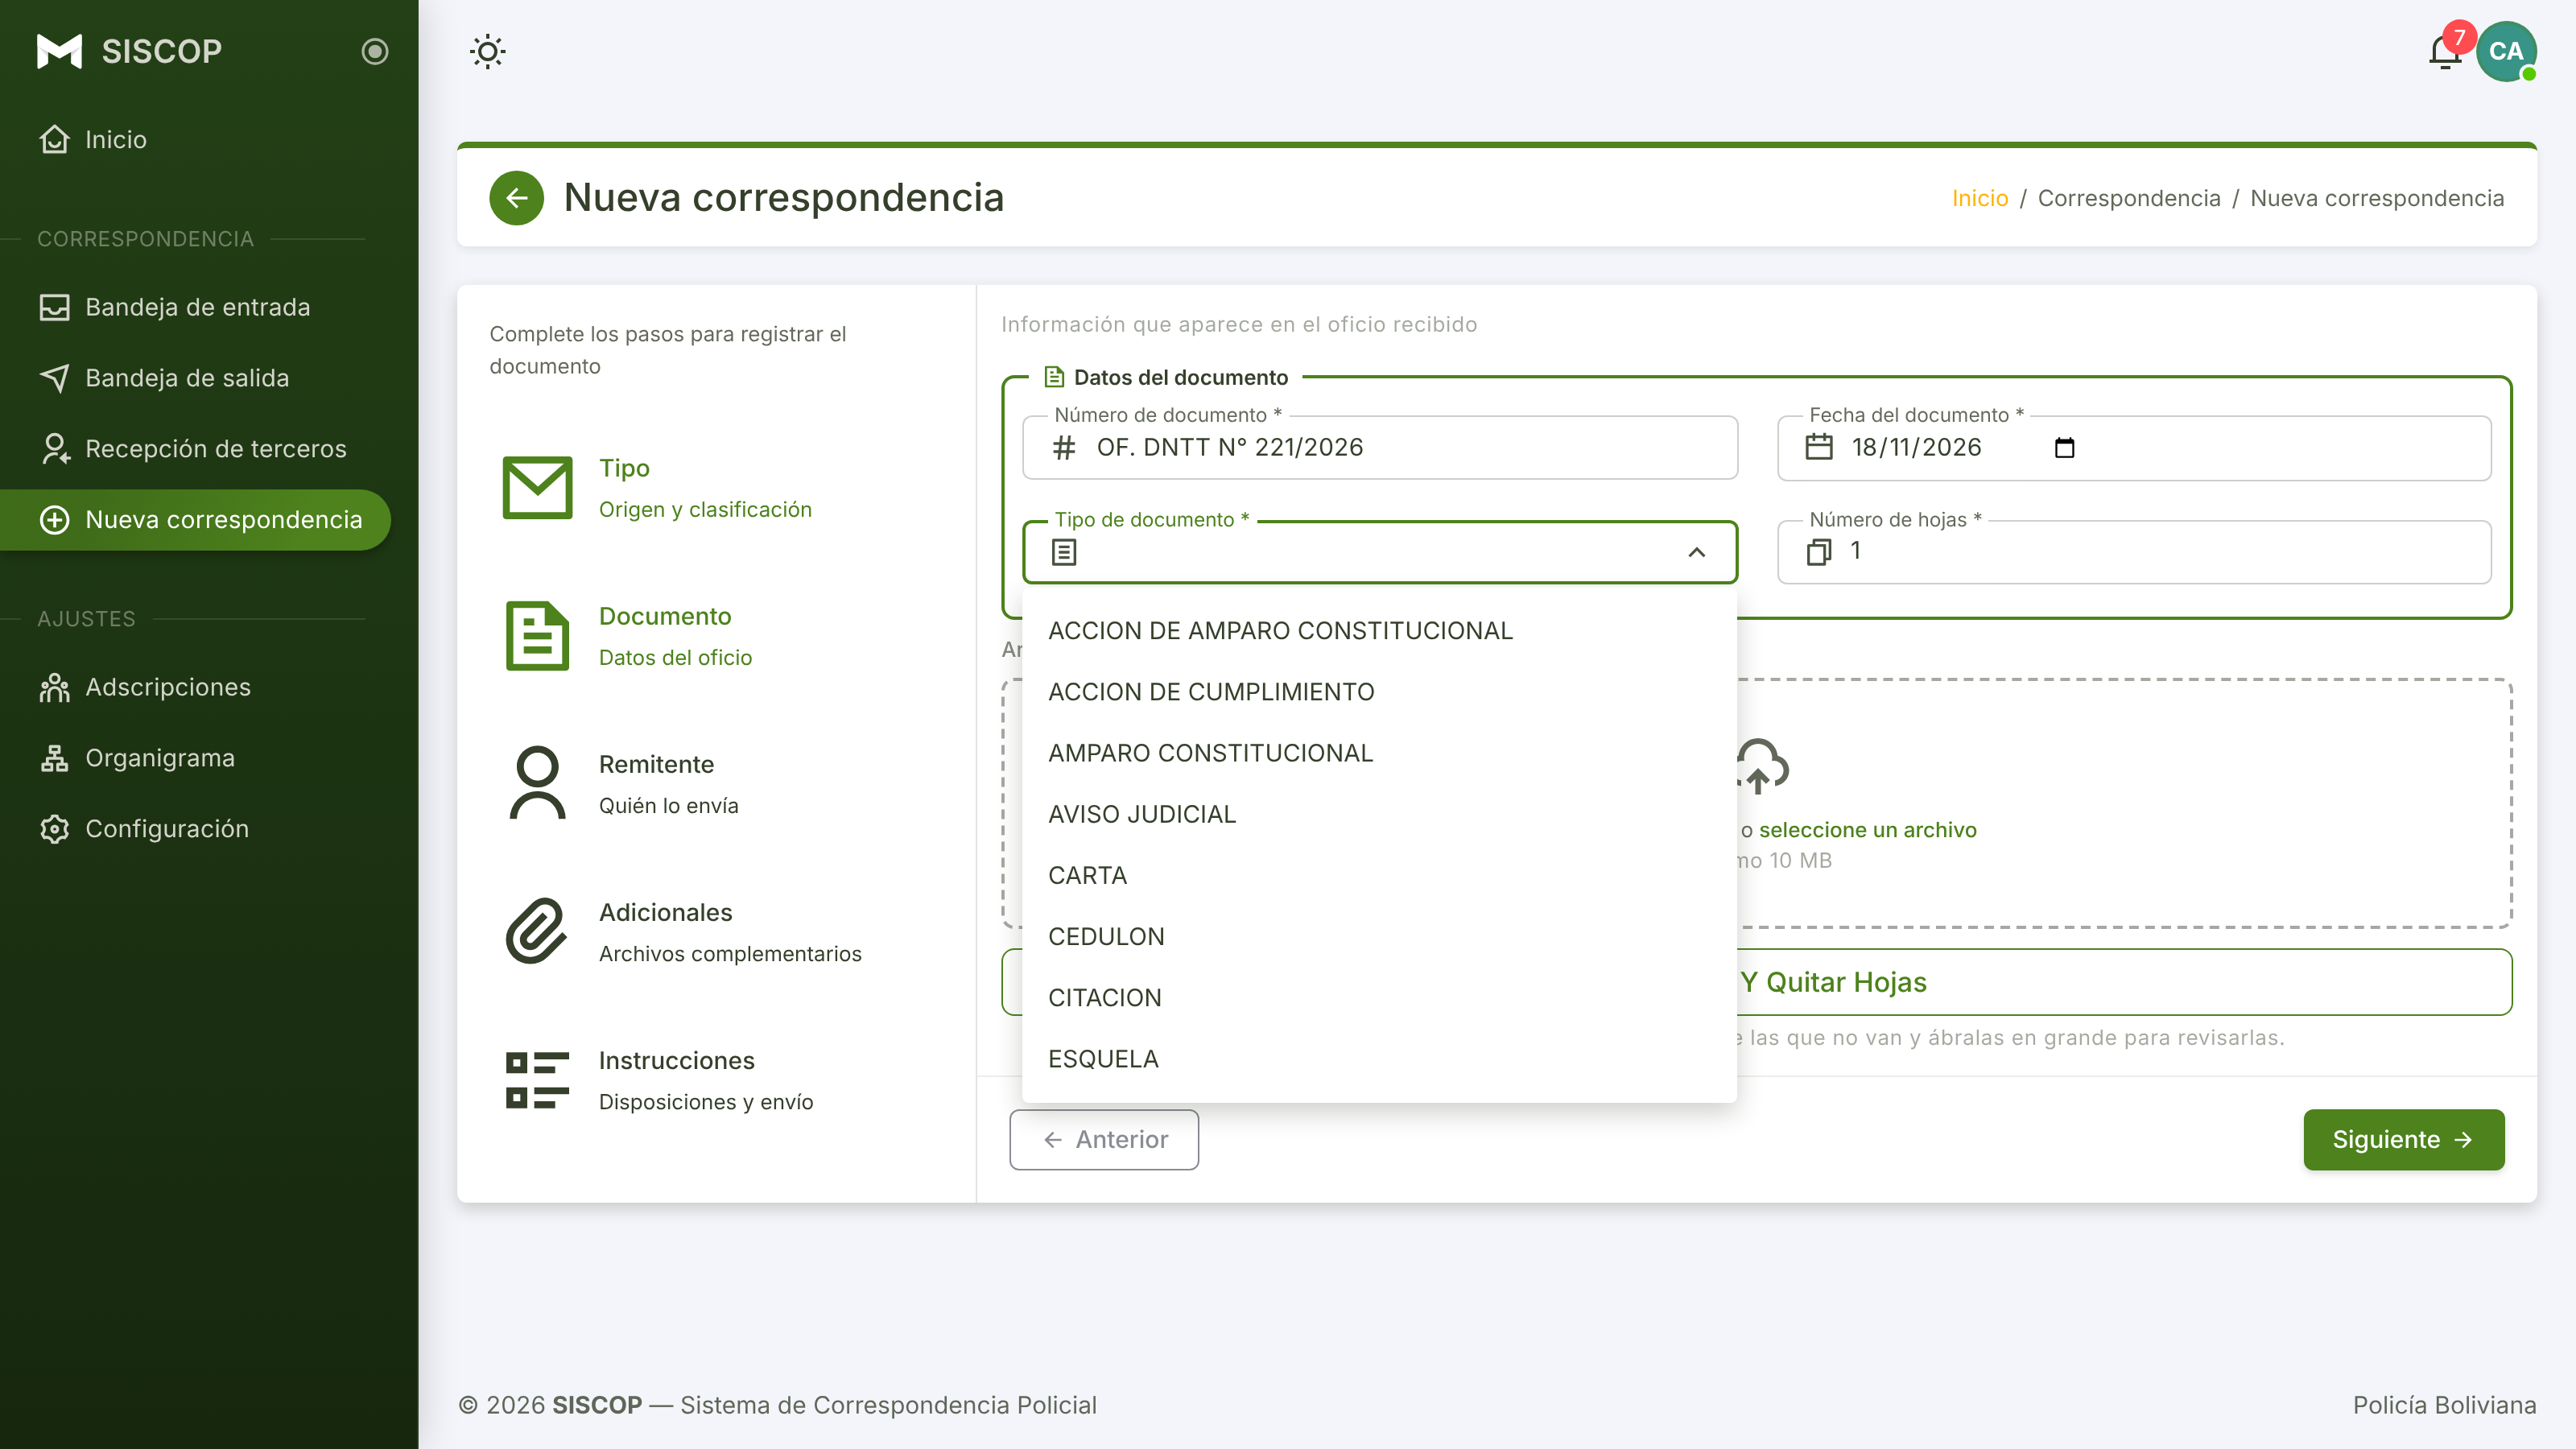 SISCOP
7
CA
Inicio
CORRESPONDENCIA
Bandeja de entrada
Bandeja de salida
Recepción de terceros
Nueva correspondencia
AJUSTES
Adscripciones
Organigrama
Configuración
Nueva correspondencia
Inicio / Correspondencia / Nueva correspondencia
Complete los pasos para registrar el
documento
Tipo
Origen y clasificación
Documento
Datos del oficio
Remitente
Quién lo envía
Adicionales
Archivos complementarios
Instrucciones
Disposiciones y envío
Información que aparece en el oficio recibido
Datos del documento
Número de documento *
OF. DNTT N° 221/2026
Fecha del documento *
18/11/2026
Tipo de documento *
Número de hojas *
1
ACCION DE AMPARO CONSTITUCIONAL
ACCION DE CUMPLIMIENTO
AMPARO CONSTITUCIONAL
AVISO JUDICIAL
CARTA
CEDULON
CITACION
ESQUELA
o seleccione un archivo
10 MB
Y Quitar Hojas
las que no van y ábralas en grande para revisarlas.
Anterior
Siguiente
© 2026 SISCOP — Sistema de Correspondencia Policial
Policía Boliviana